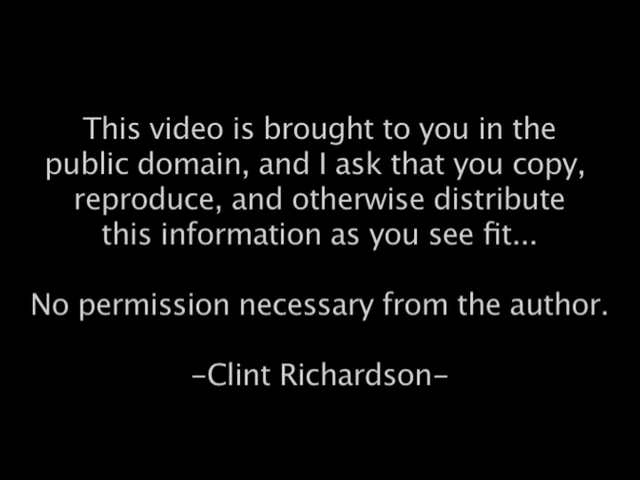 This video is brought to you in the
public domain, and I ask that you copy,
reproduce, and otherwise distribute
this information as you see fit...
No permission necessary from the author.
-Clint Richardson-